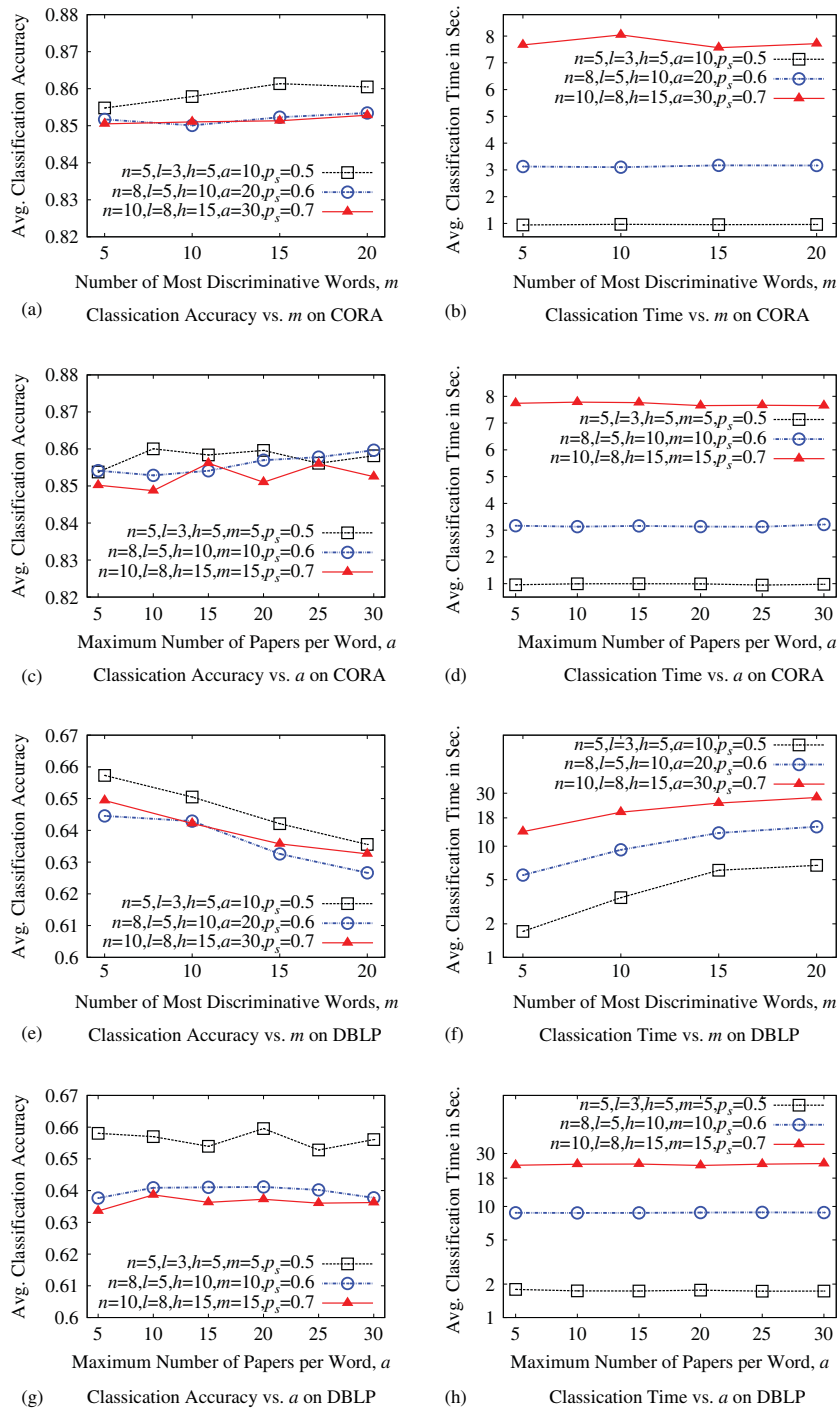 0.88
0.87
0.86
0.85
0.84
0.83
0.82
Avg. Classification Accuracy
n=5,l=3,h=5,a=10,pₛ=0.5
n=8,l=5,h=10,a=20,pₛ=0.6
n=10,l=8,h=15,a=30,pₛ=0.7
5 10 15 20
Number of Most Discriminative Words, m
(a) Classication Accuracy vs. m on CORA
8
7
6
5
4
3
2
1
Avg. Classification Time in Sec.
n=5,l=3,h=5,a=10,pₛ=0.5
n=8,l=5,h=10,a=20,pₛ=0.6
n=10,l=8,h=15,a=30,pₛ=0.7
5 10 15 20
Number of Most Discriminative Words, m
(b) Classication Time vs. m on CORA
0.88
0.87
0.86
0.85
0.84
0.83
0.82
Avg. Classification Accuracy
n=5,l=3,h=5,m=5,pₛ=0.5
n=8,l=5,h=10,m=10,pₛ=0.6
n=10,l=8,h=15,m=15,pₛ=0.7
5 10 15 20 25 30
Maximum Number of Papers per Word, a
(c) Classication Accuracy vs. a on CORA
8
7
6
5
4
3
2
1
Avg. Classification Time in Sec.
n=5,l=3,h=5,m=5,pₛ=0.5
n=8,l=5,h=10,m=10,pₛ=0.6
n=10,l=8,h=15,m=15,pₛ=0.7
5 10 15 20 25 30
Maximum Number of Papers per Word, a
(d) Classication Time vs. a on CORA
0.67
0.66
0.65
0.64
0.63
0.62
0.61
0.6
Avg. Classification Accuracy
n=5,l=3,h=5,a=10,pₛ=0.5
n=8,l=5,h=10,a=20,pₛ=0.6
n=10,l=8,h=15,a=30,pₛ=0.7
5 10 15 20
Number of Most Discriminative Words, m
(e) Classication Accuracy vs. m on DBLP
30
18
10
5
2
1
Avg. Classification Time in Sec.
n=5,l=3,h=5,a=10,pₛ=0.5
n=8,l=5,h=10,a=20,pₛ=0.6
n=10,l=8,h=15,a=30,pₛ=0.7
5 10 15 20
Number of Most Discriminative Words, m
(f) Classication Time vs. m on DBLP
0.67
0.66
0.65
0.64
0.63
0.62
0.61
0.6
Avg. Classification Accuracy
n=5,l=3,h=5,m=5,pₛ=0.5
n=8,l=5,h=10,m=10,pₛ=0.6
n=10,l=8,h=15,m=15,pₛ=0.7
5 10 15 20 25 30
Maximum Number of Papers per Word, a
(g) Classication Accuracy vs. a on DBLP
30
18
10
5
2
1
Avg. Classification Time in Sec.
n=5,l=3,h=5,m=5,pₛ=0.5
n=8,l=5,h=10,m=10,pₛ=0.6
n=10,l=8,h=15,m=15,pₛ=0.7
5 10 15 20 25 30
Maximum Number of Papers per Word, a
(h) Classication Time vs. a on DBLP